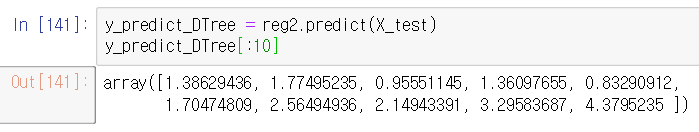 In [141]: y_predict_DTree = reg2.predict(X_test)
y_predict_DTree[:10]
Out[141]: array([1.38629436, 1.77495235, 0.95551145, 1.36097655, 0.83290912,
1.70474809, 2.56494936, 2.14943391, 3.29583687, 4.3795235 ])